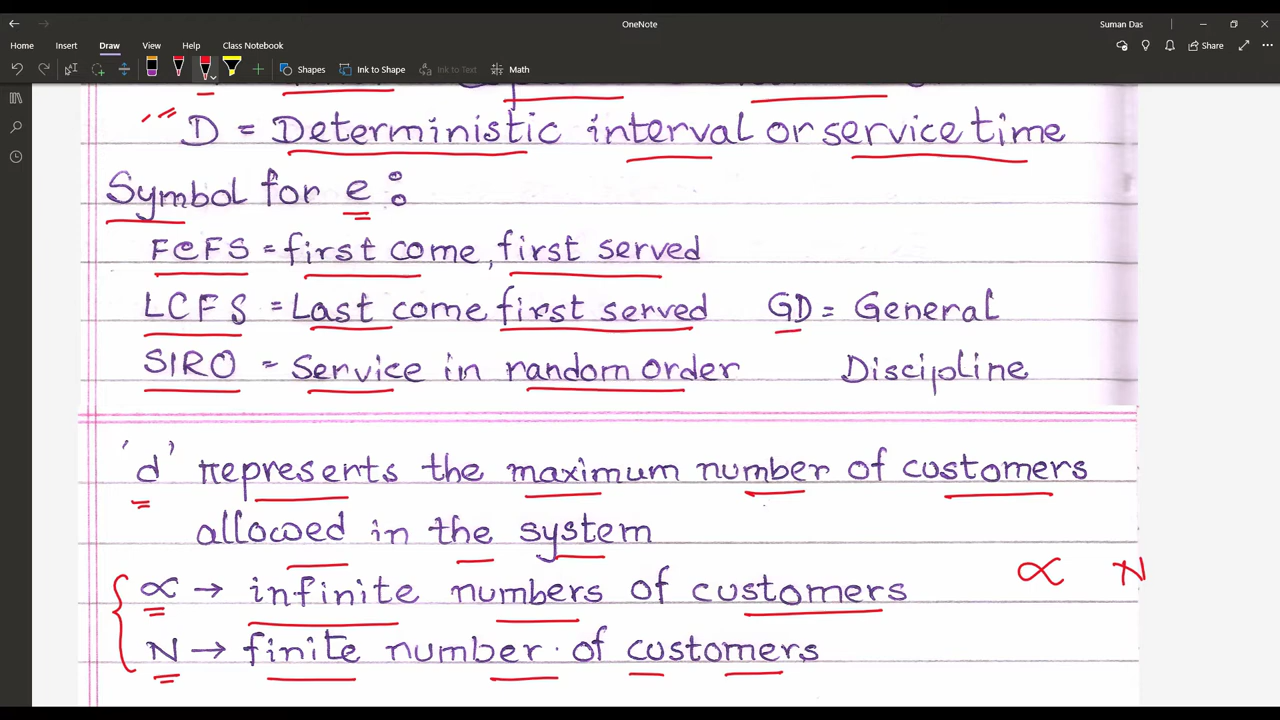 OneNote
Suman Das
Home Insert Draw View Help Class Notebook
Share
Shapes Ink to Shape Ink to Text Math
D = Deterministic interval or service time
Symbol for e :
FCFS = first come, first served
LCFS = Last come first served GD = General
SIRO = Service in random order Discipline
'd' represents the maximum number of customers
allowed in the system
∝ → infinite numbers of customers
∝ N
N → finite number of customers